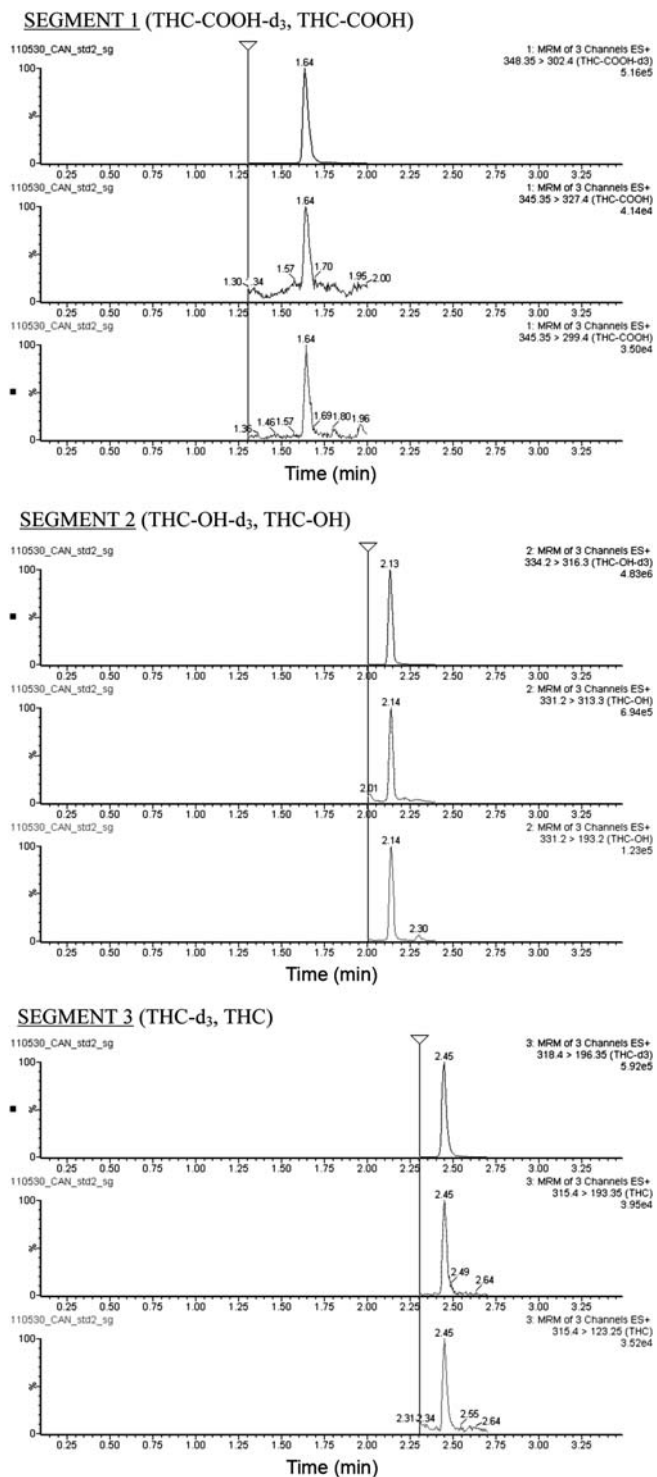 SEGMENT 1 (THC-COOH-d3, THC-COOH)
110530_CAN_std2_sg
1: MRM of 3 Channels ES+
348.35 > 302.4 (THC-COOH-d3)
5.16e5
100
%
0
1.64
0.25 0.50 0.75 1.00 1.25 1.50 1.75 2.00 2.25 2.50 2.75 3.00 3.25
110530_CAN_std2_sg
1: MRM of 3 Channels ES+
345.35 > 327.4 (THC-COOH)
4.14e4
100
%
0
1.64
1.30 1.34 1.57 1.70 1.95 2.00
0.25 0.50 0.75 1.00 1.25 1.50 1.75 2.00 2.25 2.50 2.75 3.00 3.25
110530_CAN_std2_sg
1: MRM of 3 Channels ES+
345.35 > 299.4 (THC-COOH)
3.50e4
100
%
0
1.64
1.36 1.46 1.57 1.69 1.80 1.96
0.25 0.50 0.75 1.00 1.25 1.50 1.75 2.00 2.25 2.50 2.75 3.00 3.25
Time (min)
SEGMENT 2 (THC-OH-d3, THC-OH)
110530_CAN_std2_sg
2: MRM of 3 Channels ES+
334.2 > 316.3 (THC-OH-d3)
4.83e6
100
%
0
2.13
0.25 0.50 0.75 1.00 1.25 1.50 1.75 2.00 2.25 2.50 2.75 3.00 3.25
110530_CAN_std2_sg
2: MRM of 3 Channels ES+
331.2 > 313.3 (THC-OH)
6.94e5
100
%
0
2.14
2.01
0.25 0.50 0.75 1.00 1.25 1.50 1.75 2.00 2.25 2.50 2.75 3.00 3.25
110530_CAN_std2_sg
2: MRM of 3 Channels ES+
331.2 > 193.2 (THC-OH)
1.23e5
100
%
0
2.14
2.30
0.25 0.50 0.75 1.00 1.25 1.50 1.75 2.00 2.25 2.50 2.75 3.00 3.25
Time (min)
SEGMENT 3 (THC-d3, THC)
110530_CAN_std2_sg
3: MRM of 3 Channels ES+
318.4 > 196.35 (THC-d3)
5.92e5
100
%
0
2.45
0.25 0.50 0.75 1.00 1.25 1.50 1.75 2.00 2.25 2.50 2.75 3.00 3.25
110530_CAN_std2_sg
3: MRM of 3 Channels ES+
315.4 > 193.35 (THC)
3.95e4
100
%
0
2.45
2.49 2.64
0.25 0.50 0.75 1.00 1.25 1.50 1.75 2.00 2.25 2.50 2.75 3.00 3.25
110530_CAN_std2_sg
3: MRM of 3 Channels ES+
315.4 > 123.25 (THC)
3.52e4
100
%
0
2.45
2.31 2.34 2.55 2.64
0.25 0.50 0.75 1.00 1.25 1.50 1.75 2.00 2.25 2.50 2.75 3.00 3.25
Time (min)